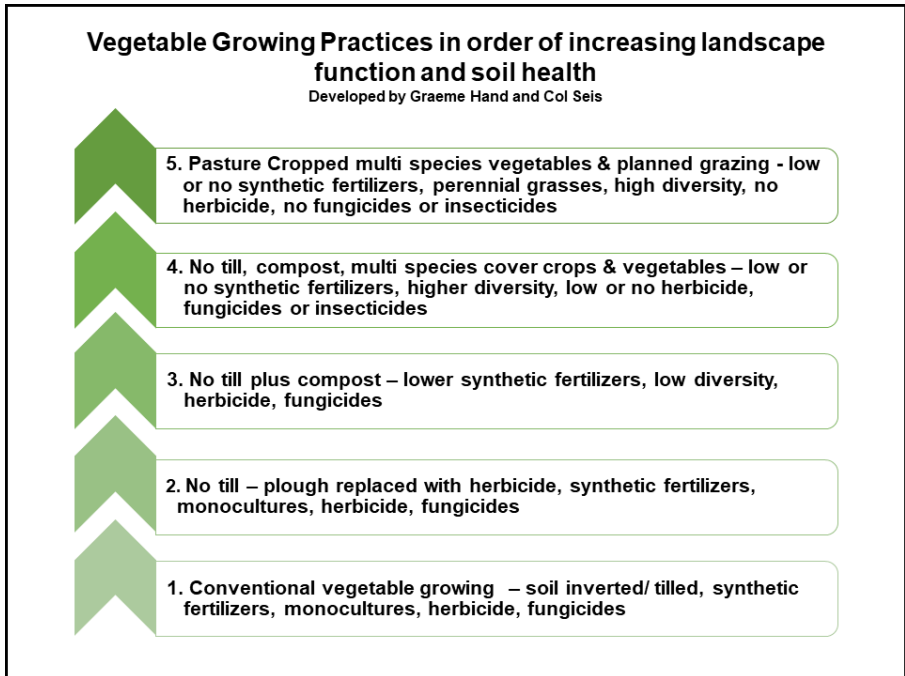 Vegetable Growing Practices in order of increasing landscape
function and soil health
Developed by Graeme Hand and Col Seis
5. Pasture Cropped multi species vegetables & planned grazing - low
or no synthetic fertilizers, perennial grasses, high diversity, no
herbicide, no fungicides or insecticides
4. No till, compost, multi species cover crops & vegetables – low or
no synthetic fertilizers, higher diversity, low or no herbicide,
fungicides or insecticides
3. No till plus compost – lower synthetic fertilizers, low diversity,
herbicide, fungicides
2. No till – plough replaced with herbicide, synthetic fertilizers,
monocultures, herbicide, fungicides
1. Conventional vegetable growing – soil inverted/ tilled, synthetic
fertilizers, monocultures, herbicide, fungicides